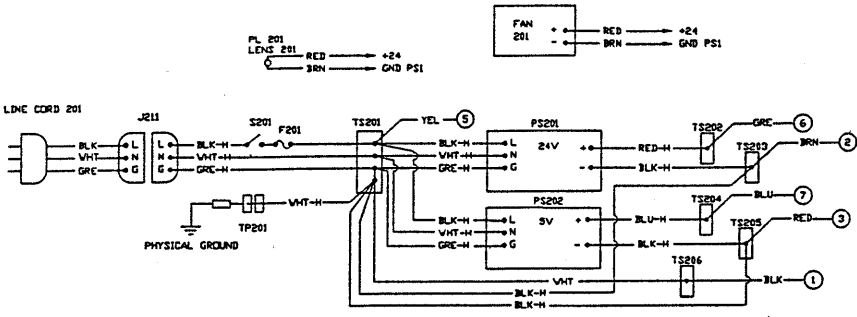 FAN
201
+ RED +24
- BRN GND PS1
PL 201
LENS 201
RED +24
BRN GND PS1
LINE CORD 201
J211
S201
F201
TS201
YEL 5
PS201
TS202
GRE 6
BLK L L BLK-H
WHT N N WHT-H
GRE G G GRE-H
BLK-H L
WHT-H N
GRE-H G
24V
+ RED-H
- BLK-H
TS203
BRN 2
WHT-H
TP201
PHYSICAL GROUND
PS202
BLK-H L
WHT-H N
GRE-H G
5V
+ BLU-H
- BLK-H
TS204
BLU 7
TS205
RED 3
TS206
WHT
BLK 1
BLK-H
BLK-H